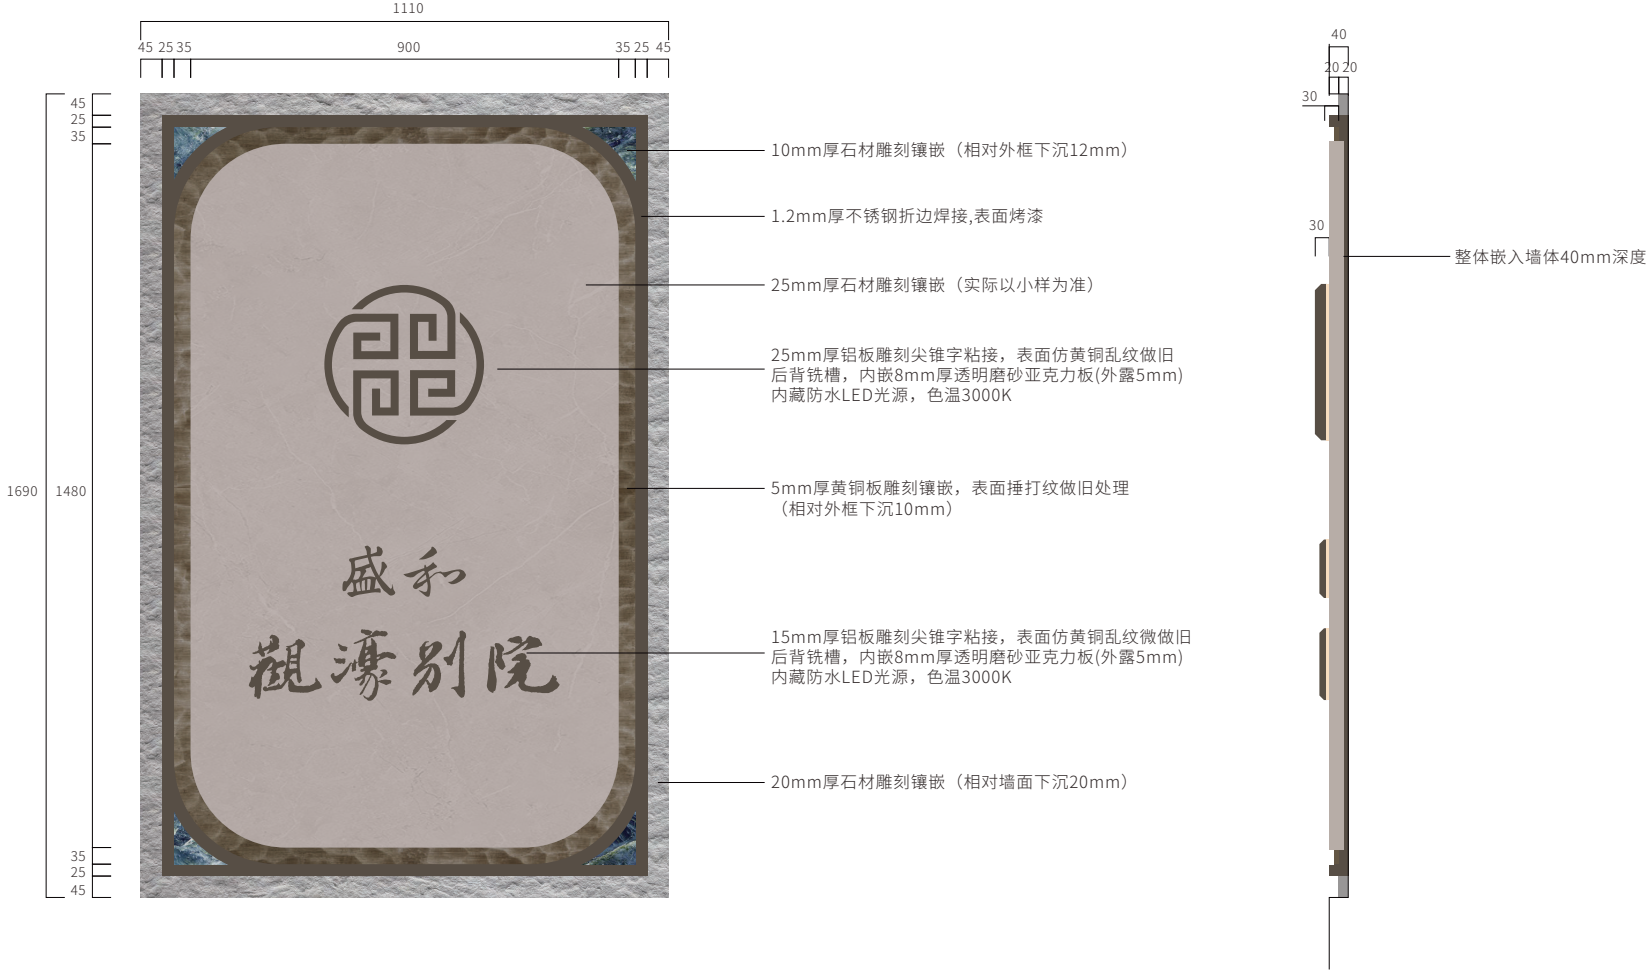 1110
45 25 35 900 35 25 45
45
25
35
1690 1480
35
25
45
盛和
觀濠别院
10mm厚石材雕刻镶嵌（相对外框下沉12mm）
1.2mm厚不锈钢折边焊接,表面烤漆
25mm厚石材雕刻镶嵌（实际以小样为准）
25mm厚铝板雕刻尖锥字粘接，表面仿黄铜乱纹做旧
后背铣槽，内嵌8mm厚透明磨砂亚克力板(外露5mm)
内藏防水LED光源，色温3000K
5mm厚黄铜板雕刻镶嵌，表面捶打纹做旧处理
（相对外框下沉10mm）
15mm厚铝板雕刻尖锥字粘接，表面仿黄铜乱纹微做旧
后背铣槽，内嵌8mm厚透明磨砂亚克力板(外露5mm)
内藏防水LED光源，色温3000K
20mm厚石材雕刻镶嵌（相对墙面下沉20mm）
40
20 20
30
30
整体嵌入墙体40mm深度